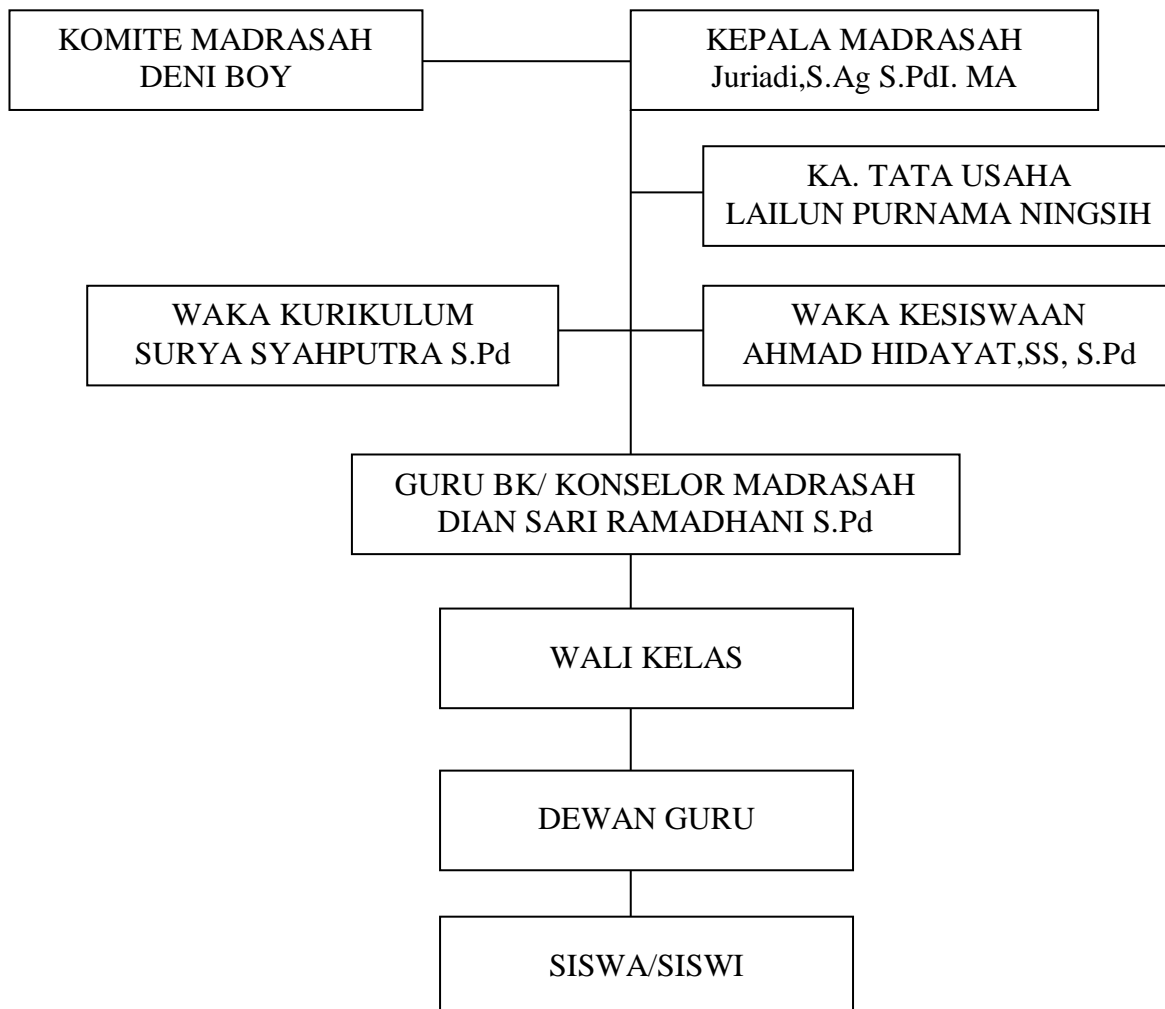 KOMITE MADRASAH
DENI BOY
KEPALA MADRASAH
Juriadi,S.Ag S.PdI. MA
KA. TATA USAHA
LAILUN PURNAMA NINGSIH
WAKA KURIKULUM
SURYA SYAHPUTRA S.Pd
WAKA KESISWAAN
AHMAD HIDAYAT,SS, S.Pd
GURU BK/ KONSELOR MADRASAH
DIAN SARI RAMADHANI S.Pd
WALI KELAS
DEWAN GURU
SISWA/SISWI